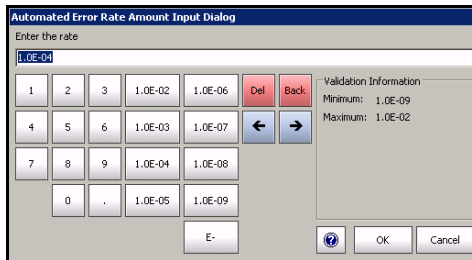 Automated Error Rate Amount Input Dialog
Enter the rate
1.0E-04
1 2 3 1.0E-02 1.0E-06 Del Back
4 5 6 1.0E-03 1.0E-07 ← →
7 8 9 1.0E-04 1.0E-08
0 . 1.0E-05 1.0E-09
E-
Validation Information
Minimum: 1.0E-09
Maximum: 1.0E-02
? OK Cancel